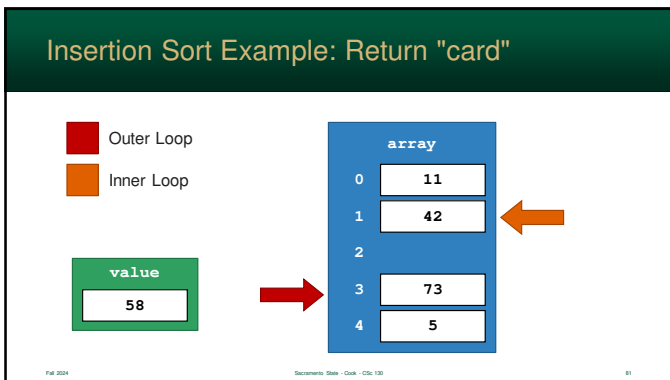 Insertion Sort Example: Return "card"
Outer Loop
Inner Loop
value
58
array
0 11
1 42
2
3 73
4 5
Fall 2024
Sacramento State - Cook - CSc 130
81